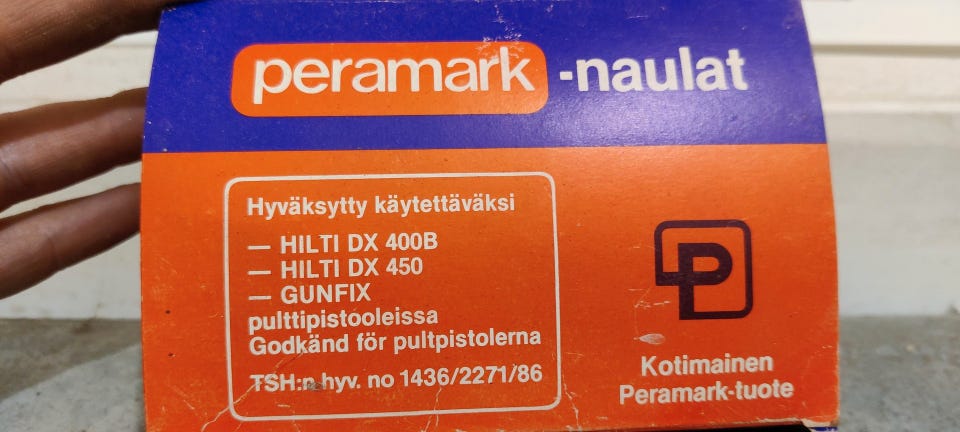 peramark -naulat
Hyväksytty käytettäväksi
— HILTI DX 400B
— HILTI DX 450
— GUNFIX
pulttipistooleissa
Godkänd för pultpistolerna
TSH:n hyv. no 1436/2271/86
P
Kotimainen
Peramark-tuote